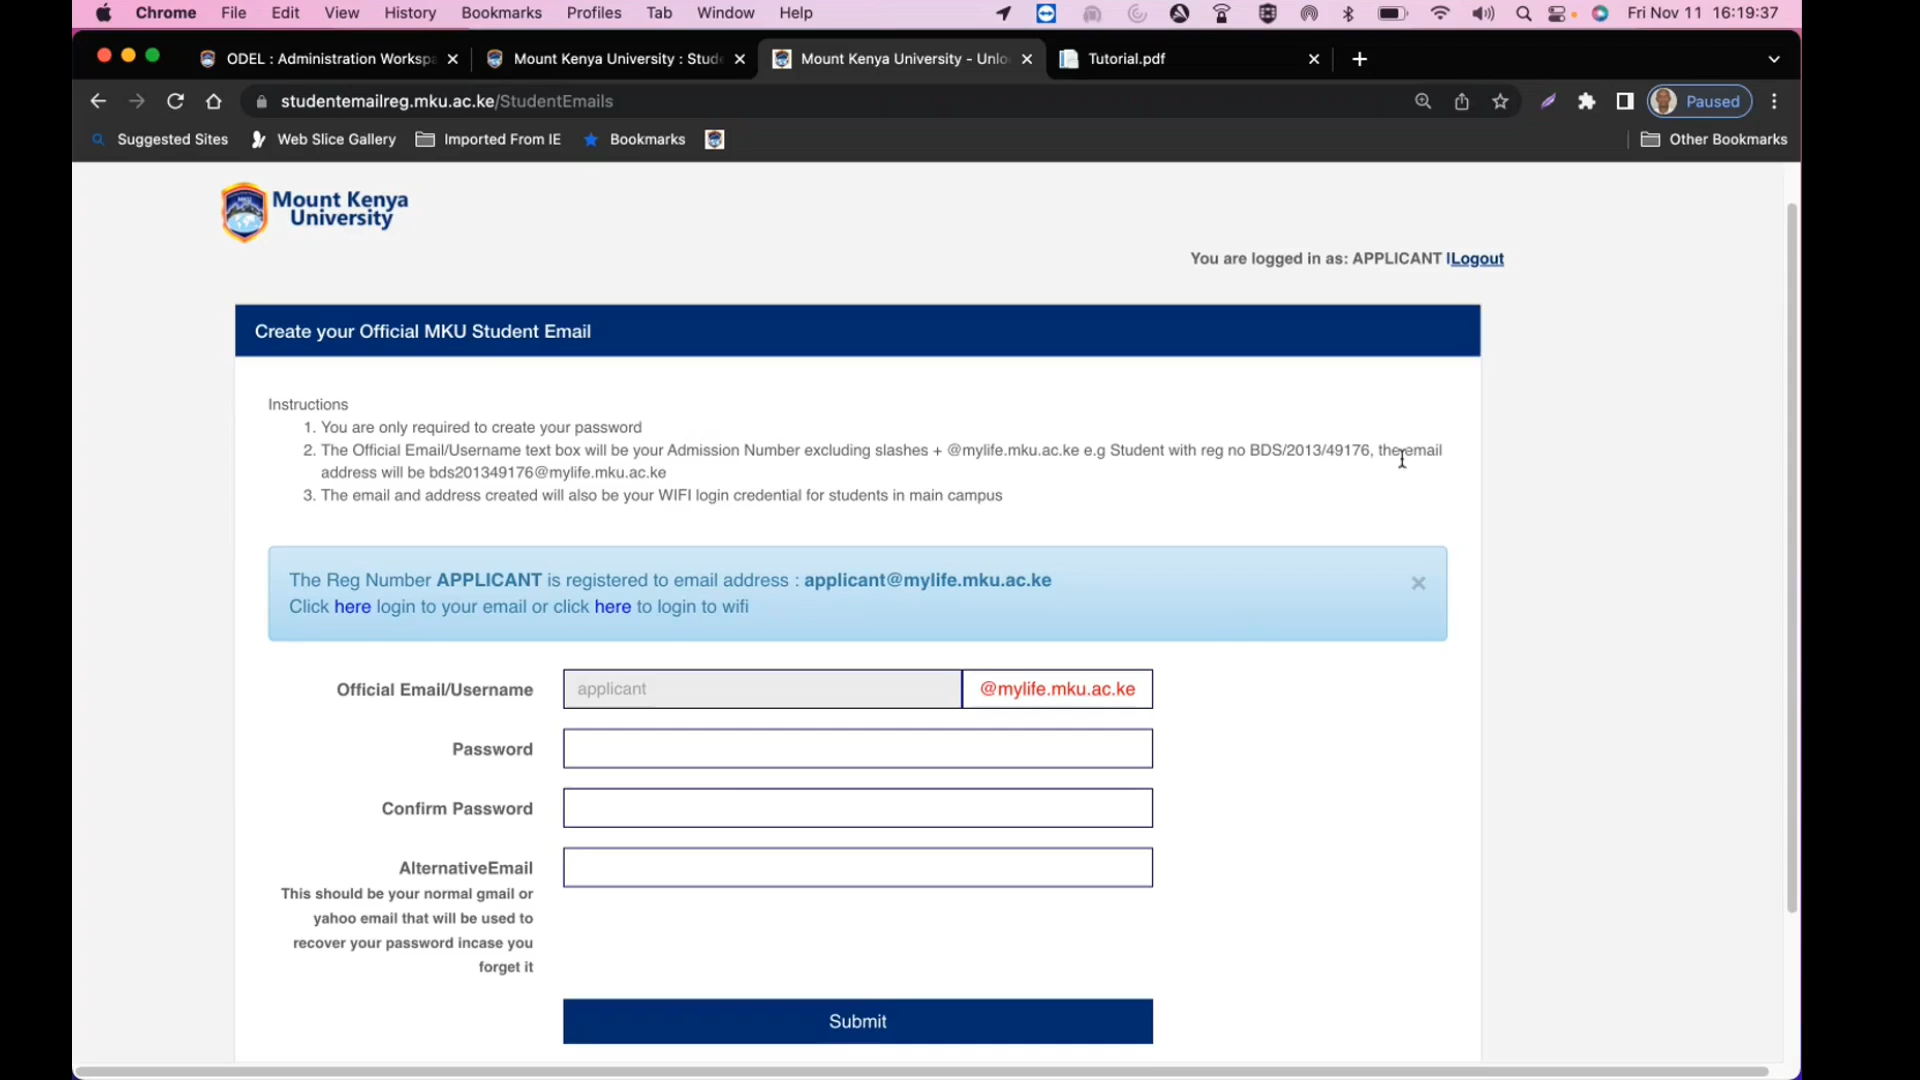 Chrome File Edit View History Bookmarks Profiles Tab Window Help Fri Nov 11 16:19:37
ODEL : Administration Workspa Mount Kenya University : Stude Mount Kenya University - Unlo Tutorial.pdf
studentemailreg.mku.ac.ke/StudentEmails Paused
Suggested Sites Web Slice Gallery Imported From IE Bookmarks Other Bookmarks
Mount Kenya
University
You are logged in as: APPLICANT |Logout
Create your Official MKU Student Email
Instructions
1. You are only required to create your password
2. The Official Email/Username text box will be your Admission Number excluding slashes + @mylife.mku.ac.ke e.g Student with reg no BDS/2013/49176, the email
address will be bds201349176@mylife.mku.ac.ke
3. The email and address created will also be your WIFI login credential for students in main campus
The Reg Number APPLICANT is registered to email address : applicant@mylife.mku.ac.ke
Click here login to your email or click here to login to wifi
Official Email/Username applicant @mylife.mku.ac.ke
Password
Confirm Password
AlternativeEmail
This should be your normal gmail or
yahoo email that will be used to
recover your password incase you
forget it
Submit